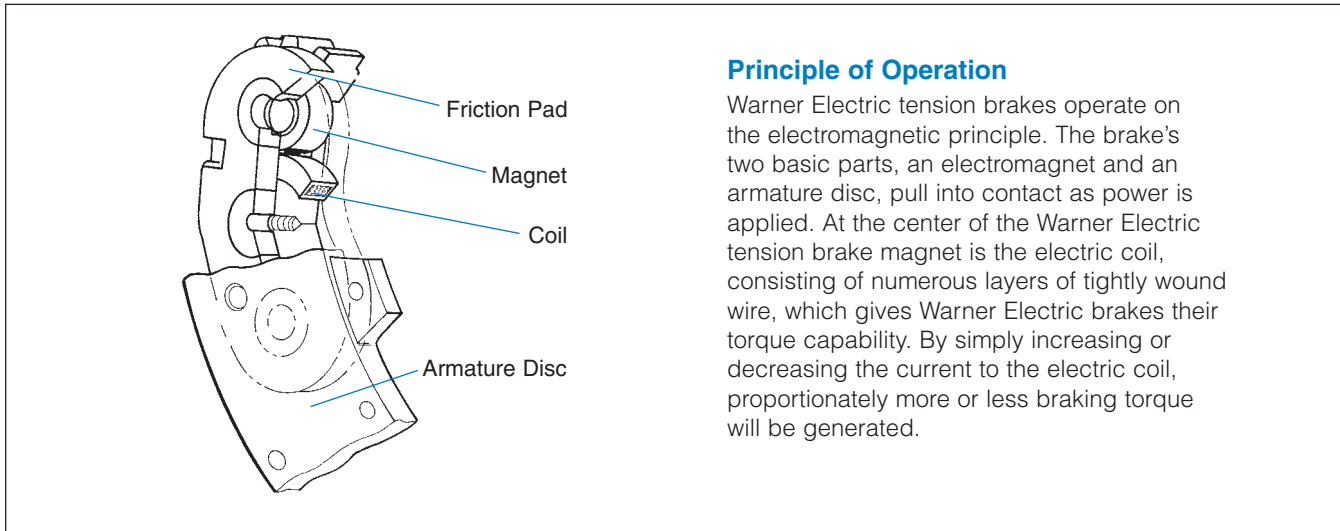 Friction Pad
Magnet
Coil
Armature Disc
Principle of Operation
Warner Electric tension brakes operate on
the electromagnetic principle. The brake's
two basic parts, an electromagnet and an
armature disc, pull into contact as power is
applied. At the center of the Warner Electric
tension brake magnet is the electric coil,
consisting of numerous layers of tightly wound
wire, which gives Warner Electric brakes their
torque capability. By simply increasing or
decreasing the current to the electric coil,
proportionately more or less braking torque
will be generated.